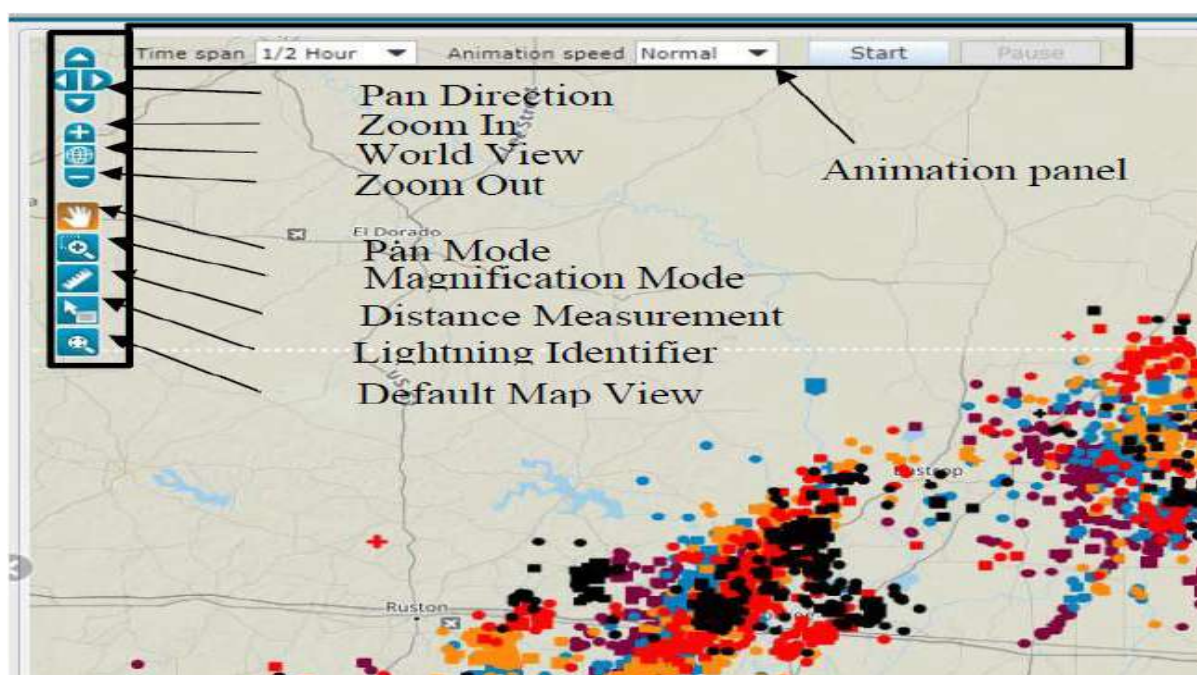 Time span 1/2 Hour Animation speed Normal Start Pause
Pan Direction
Zoom In
World View
Zoom Out
Animation panel
El Dorado
Pan Mode
Magnification Mode
Distance Measurement
Lightning Identifier
Default Map View
Bastrop
Ruston